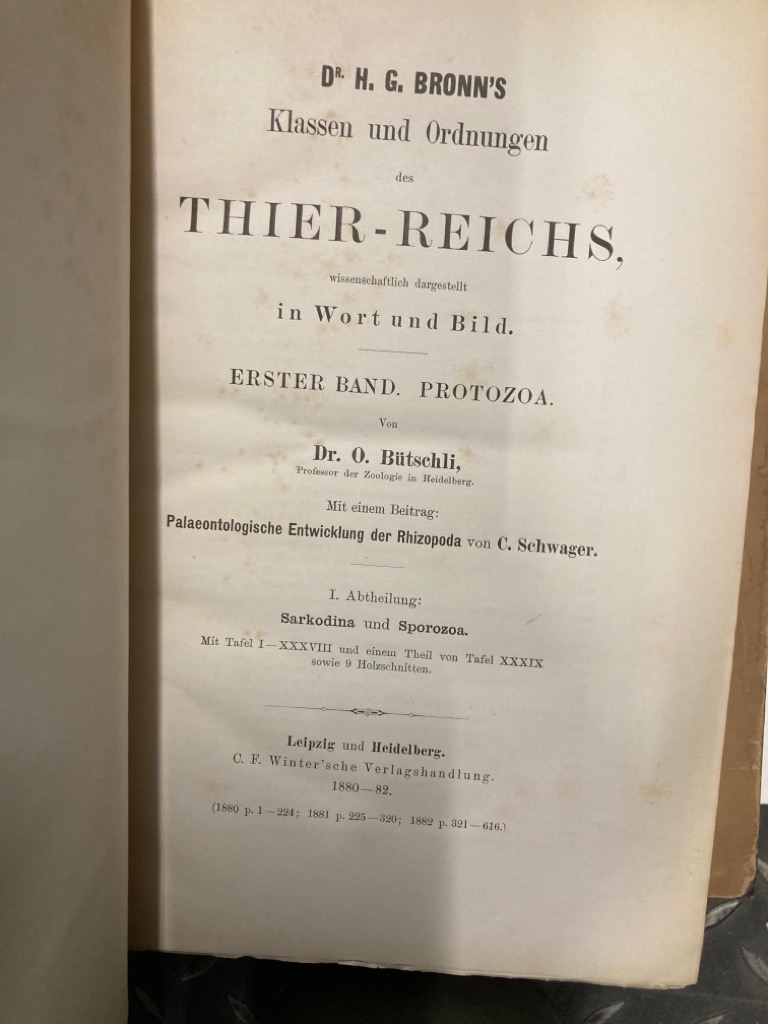 DR. H. G. BRONN'S
Klassen und Ordnungen
des
THIER-REICHS,
wissenschaftlich dargestellt
in Wort und Bild.
ERSTER BAND. PROTOZOA.
Von
Dr. O. Bütschli,
Professor der Zoologie in Heidelberg.
Mit einem Beitrag:
Palaeontologische Entwicklung der Rhizopoda von C. Schwager.
I. Abtheilung:
Sarkodina und Sporozoa.
Mit Tafel I—XXXVIII und einem Theil von Tafel XXXIX
sowie 9 Holzschnitten.
Leipzig und Heidelberg.
C. F. Winter'sche Verlagshandlung.
1880—82.
(1880 p. 1—224; 1881 p. 225—320; 1882 p. 321—616.)